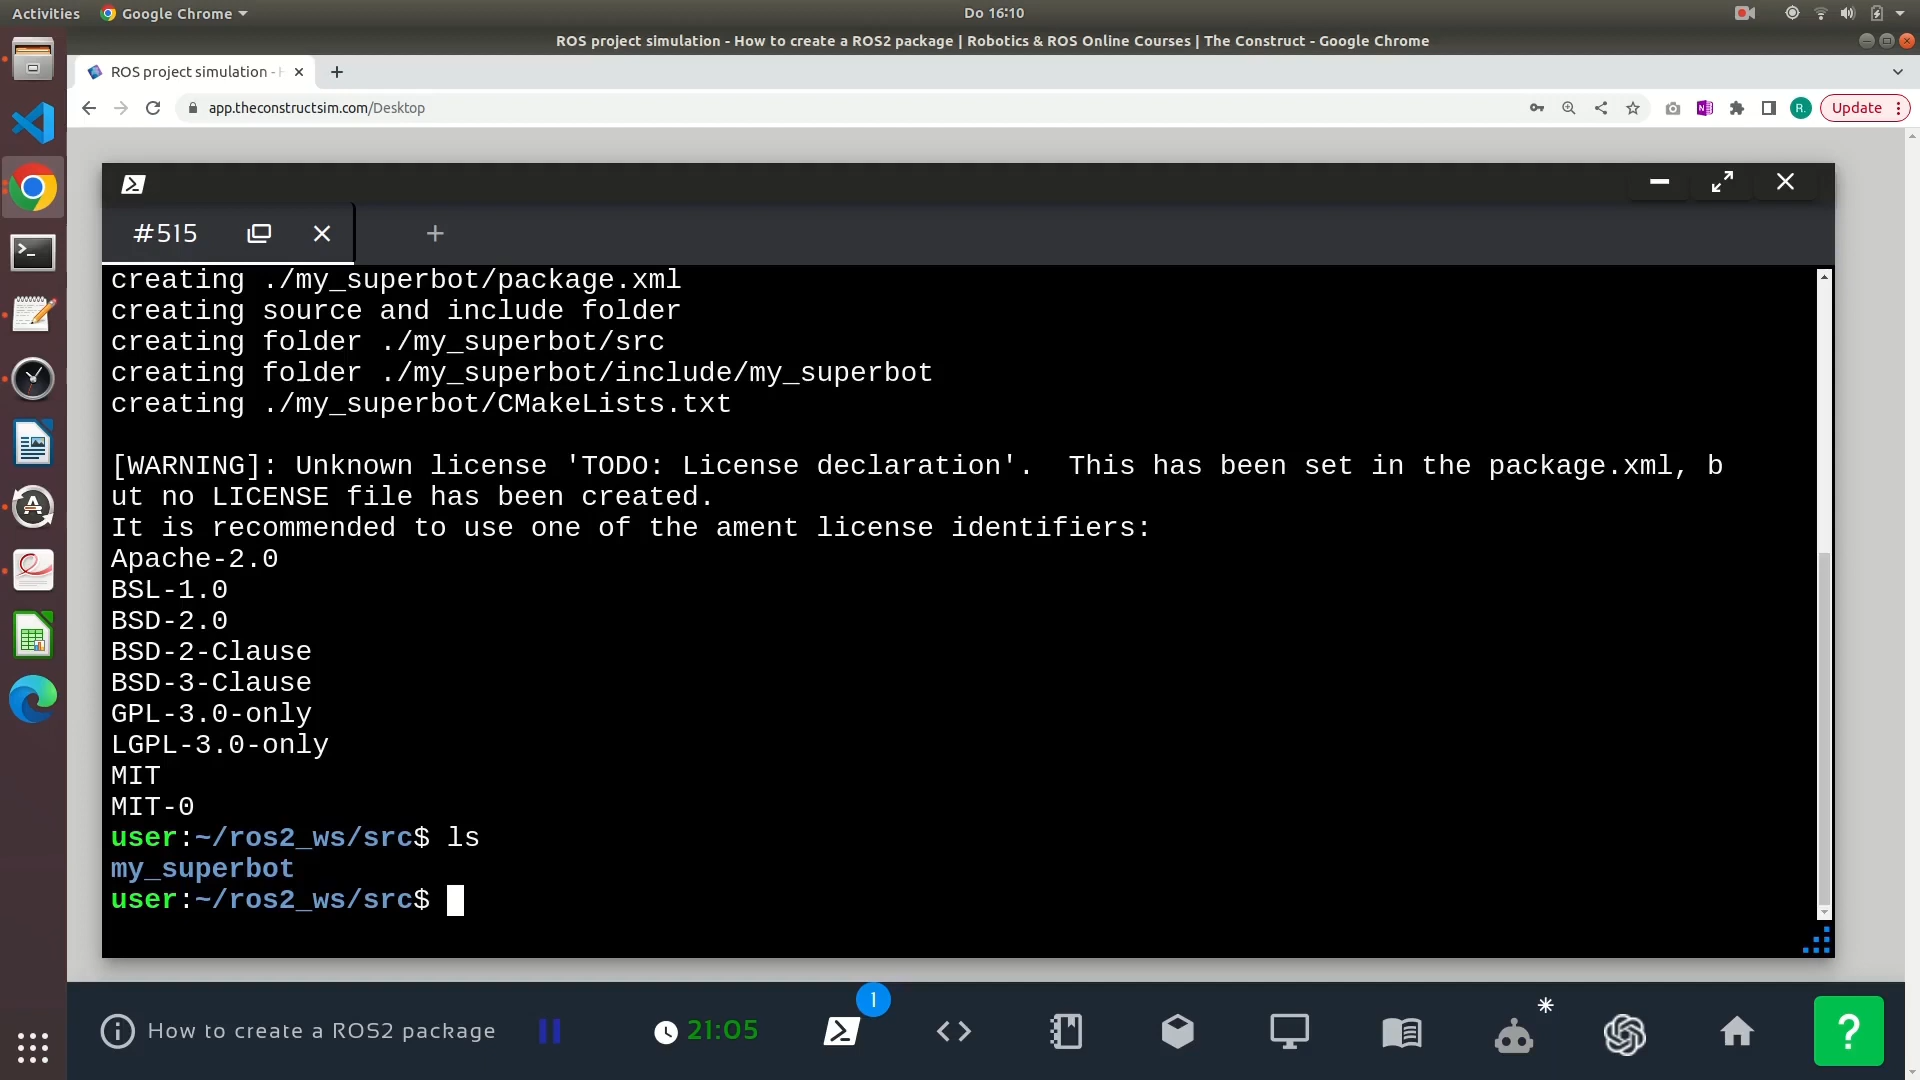 Activities Google Chrome Do 16:10
ROS project simulation - How to create a ROS2 package | Robotics & ROS Online Courses | The Construct - Google Chrome
ROS project simulation -
app.theconstructsim.com/Desktop R. Update
#515
creating ./my_superbot/package.xml
creating source and include folder
creating folder ./my_superbot/src
creating folder ./my_superbot/include/my_superbot
creating ./my_superbot/CMakeLists.txt
[WARNING]: Unknown license 'TODO: License declaration'.  This has been set in the package.xml, b
ut no LICENSE file has been created.
It is recommended to use one of the ament license identifiers:
Apache-2.0
BSL-1.0
BSD-2.0
BSD-2-Clause
BSD-3-Clause
GPL-3.0-only
LGPL-3.0-only
MIT
MIT-0
user:~/ros2_ws/src$ ls
my_superbot
user:~/ros2_ws/src$
1
How to create a ROS2 package 21:05 ?